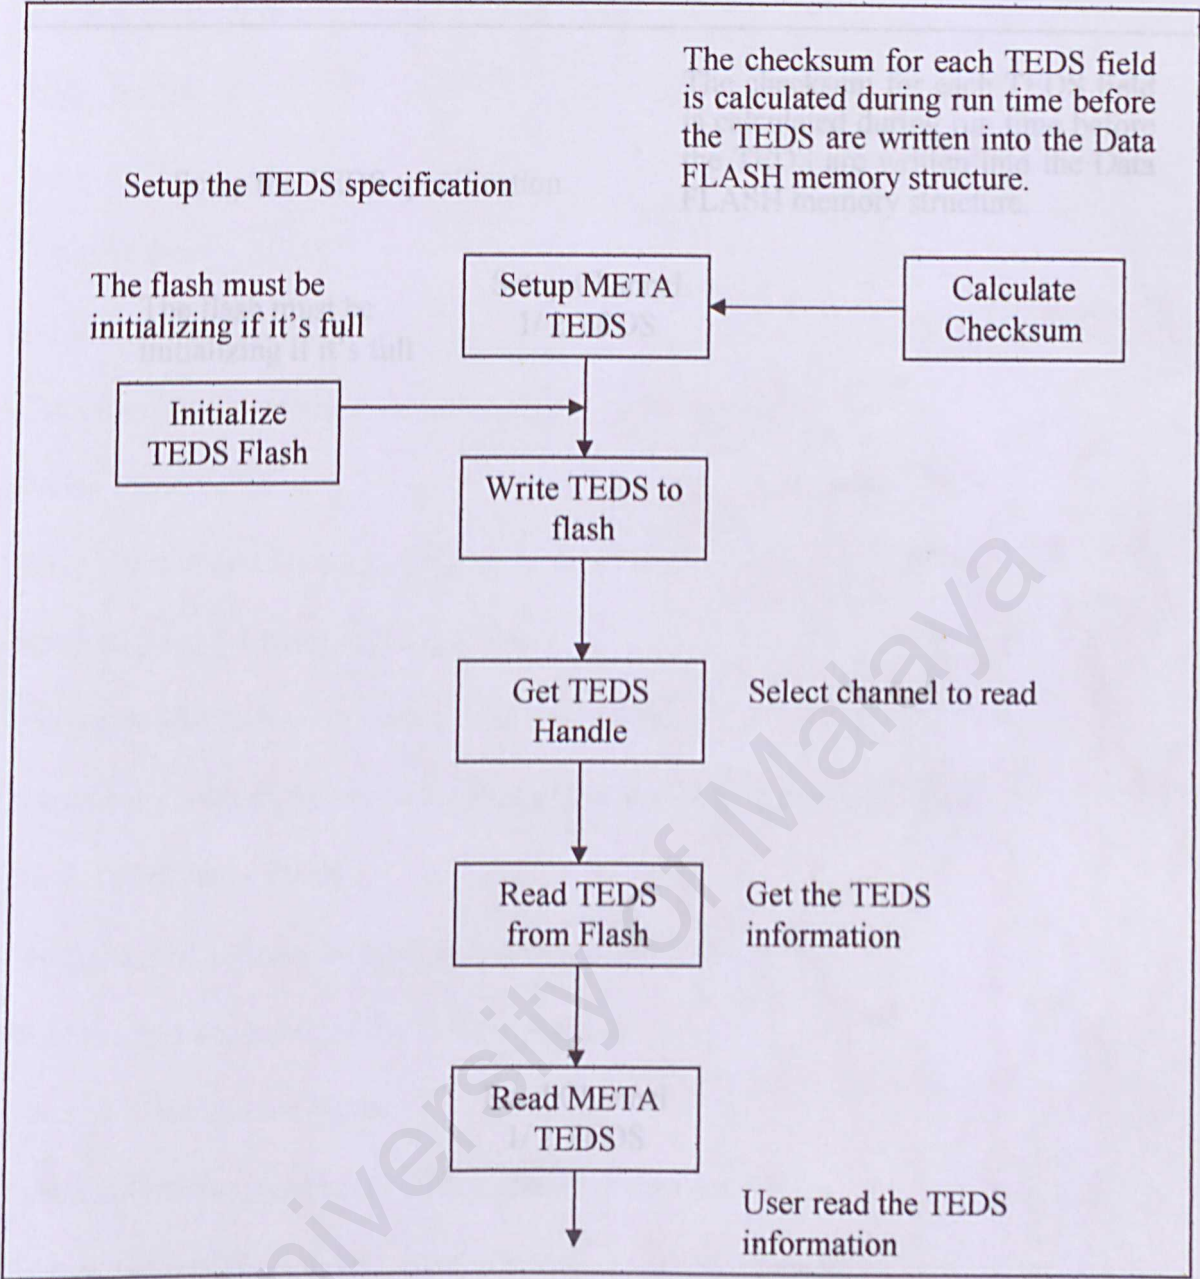 The checksum for each TEDS field
is calculated during run time before
the TEDS are written into the Data
FLASH memory structure.
Setup the TEDS specification
The flash must be
initializing if it's full
Setup META
TEDS
Calculate
Checksum
Initialize
TEDS Flash
Write TEDS to
flash
Get TEDS
Handle
Select channel to read
Read TEDS
from Flash
Get the TEDS
information
Read META
TEDS
User read the TEDS
information
University of Malaya